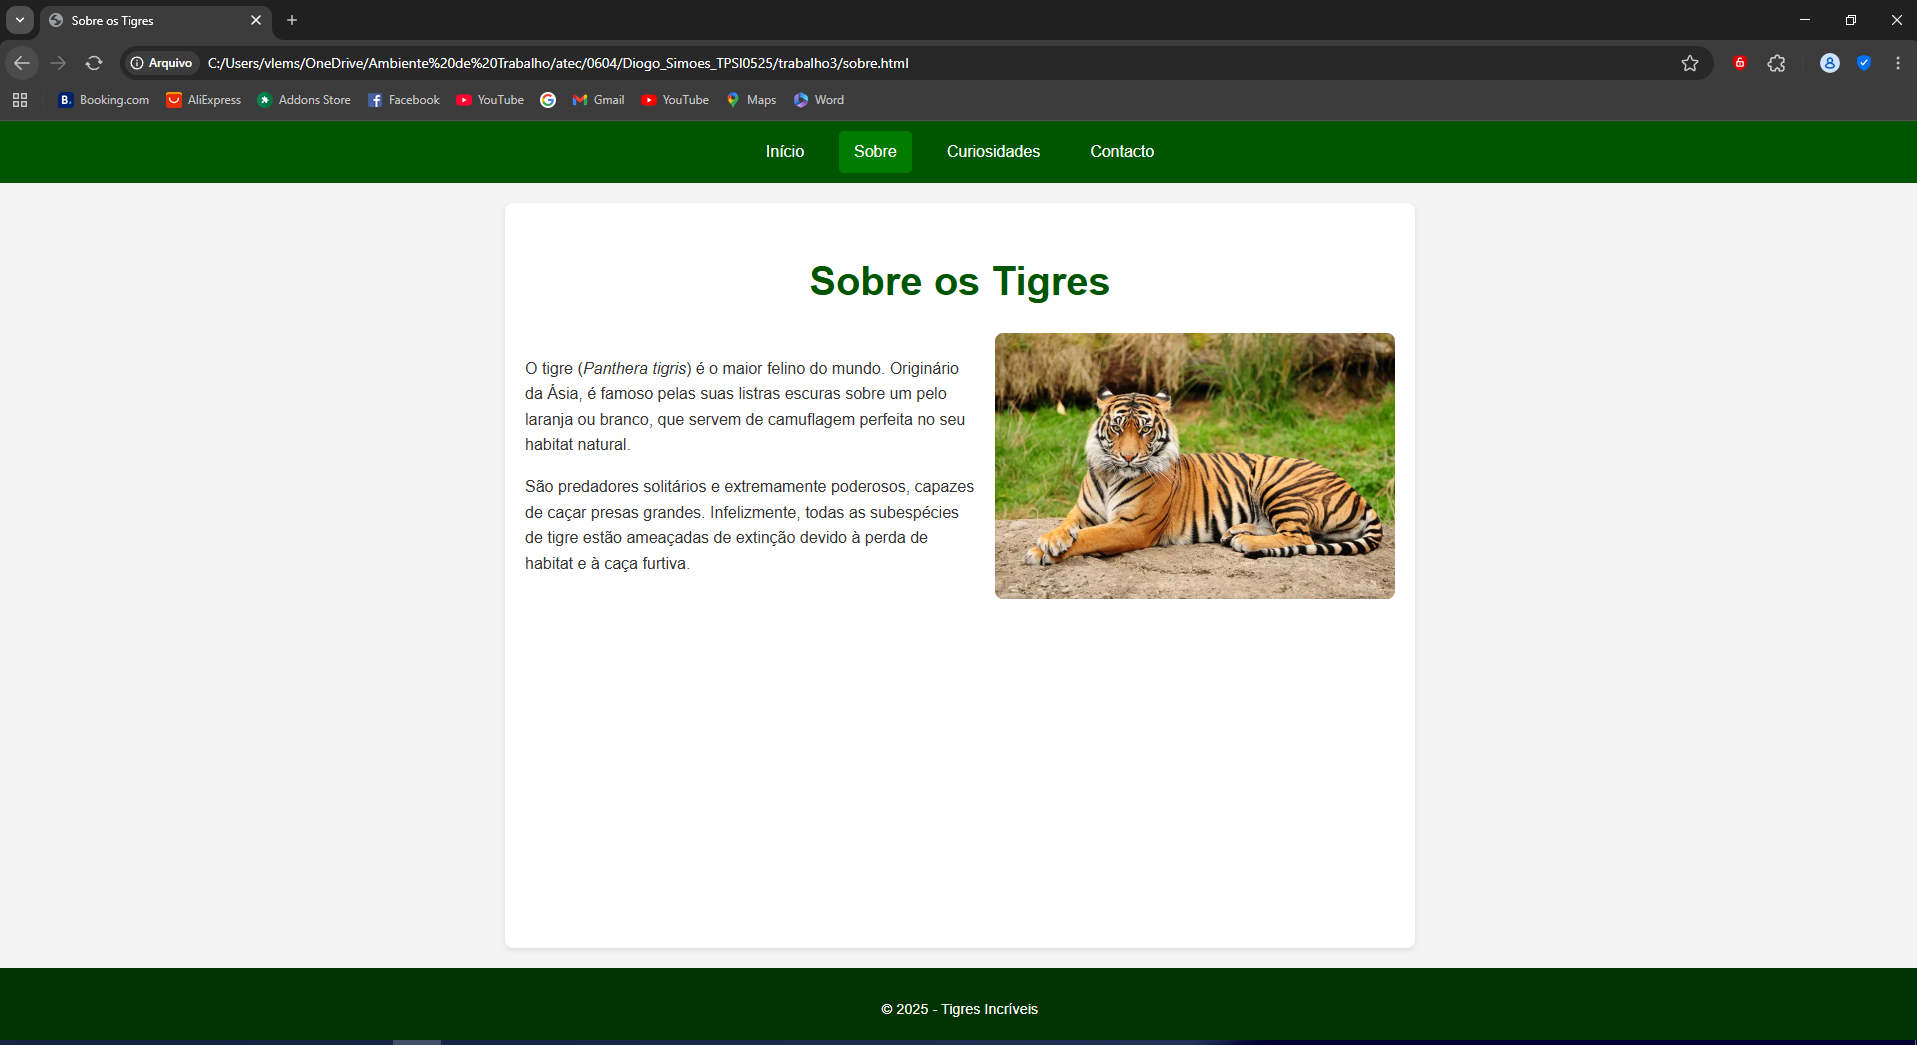 Sobre os Tigres
Arquivo C:/Users/vlems/OneDrive/Ambiente%20de%20Trabalho/atec/0604/Diogo_Simoes_TPSI0525/trabalho3/sobre.html
B. Booking.com AliExpress Addons Store Facebook YouTube Gmail YouTube Maps Word
Início Sobre Curiosidades Contacto
Sobre os Tigres
O tigre (Panthera tigris) é o maior felino do mundo. Originário
da Ásia, é famoso pelas suas listras escuras sobre um pelo
laranja ou branco, que servem de camuflagem perfeita no seu
habitat natural.
São predadores solitários e extremamente poderosos, capazes
de caçar presas grandes. Infelizmente, todas as subespécies
de tigre estão ameaçadas de extinção devido à perda de
habitat e à caça furtiva.
© 2025 - Tigres Incríveis